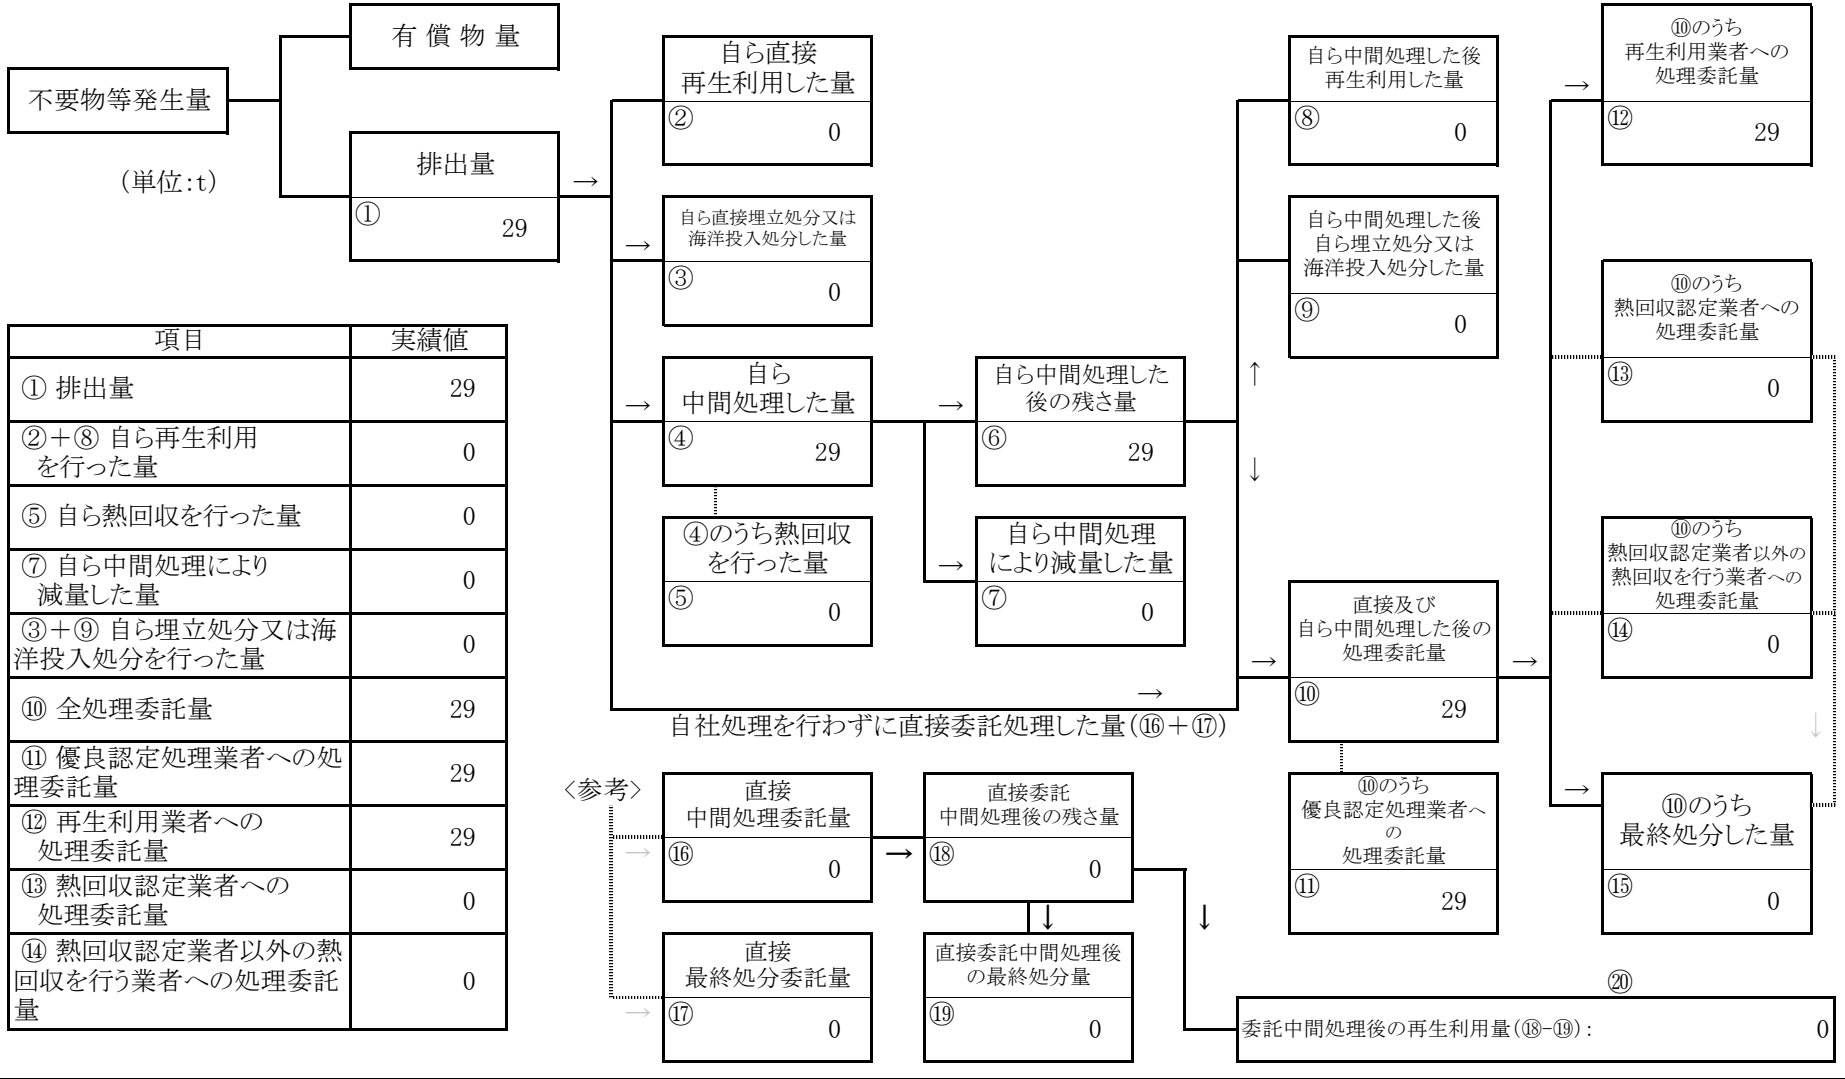 有 償 物 量
不要物等発生量
(単位:t)
排出量
①
29
→
自ら直接
再生利用した量
②
0
→
自ら直接埋立処分又は
海洋投入処分した量
③
0
→
自ら
中間処理した量
④
29
④のうち熱回収
を行った量
⑤
0
→
自ら中間処理した
後の残さ量
⑥
29
→
自ら中間処理
により減量した量
⑦
0
自ら中間処理した後
再生利用した量
⑧
0
自ら中間処理した後
自ら埋立処分又は
海洋投入処分した量
⑨
0
↑
↓
→
自社処理を行わずに直接委託処理した量(⑯+⑰)
→
直接及び
自ら中間処理した後の
処理委託量
⑩
29
⑩のうち
優良認定処理業者へ
の
処理委託量
⑪
29
→
→
⑩のうち
再生利用業者への
処理委託量
⑫
29
⑩のうち
熱回収認定業者への
処理委託量
⑬
0
⑩のうち
熱回収認定業者以外の
熱回収を行う業者への
処理委託量
⑭
0
↓
→
⑩のうち
最終処分した量
⑮
0
項目 実績値
① 排出量 29
②+⑧ 自ら再生利用
を行った量 0
⑤ 自ら熱回収を行った量 0
⑦ 自ら中間処理により
減量した量 0
③+⑨ 自ら埋立処分又は海
洋投入処分を行った量 0
⑩ 全処理委託量 29
⑪ 優良認定処理業者への処
理委託量 29
⑫ 再生利用業者への
処理委託量 29
⑬ 熱回収認定業者への
処理委託量 0
⑭ 熱回収認定業者以外の熱
回収を行う業者への処理委託
量 0
<参考>
→
直接
中間処理委託量
⑯
0
→
直接委託
中間処理後の残さ量
⑱
0
↓
↓
→
直接
最終処分委託量
⑰
0
直接委託中間処理後
の最終処分量
⑲
0
⑳
委託中間処理後の再生利用量(⑱-⑲): 0